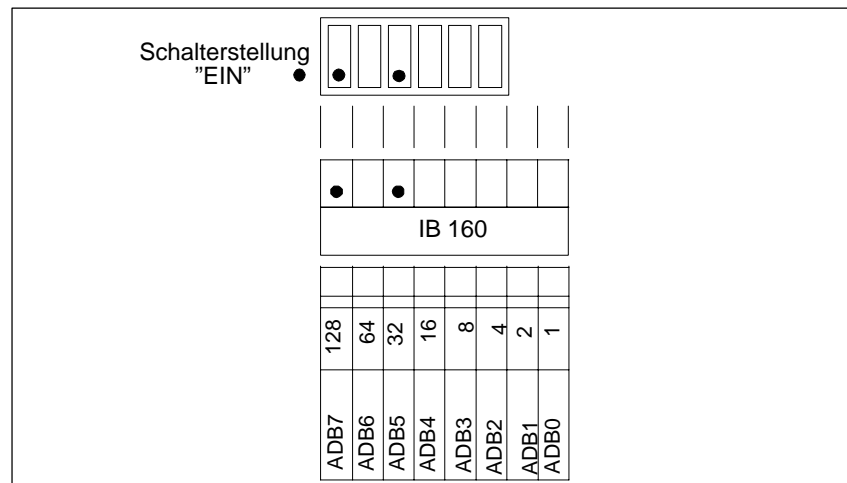 Schalterstellung
”EIN”
IB 160
128 64 32 16 8 4 2 1
ADB7 ADB6 ADB5 ADB4 ADB3 ADB2 ADB1 ADB0